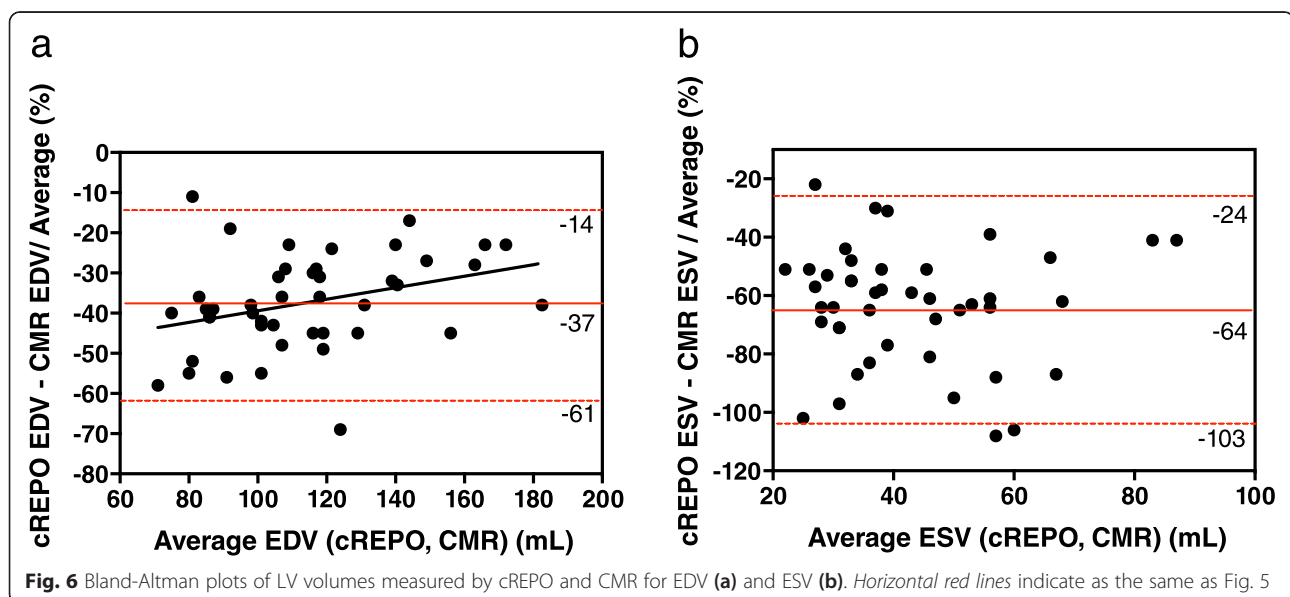 a
cREPO EDV - CMR EDV/ Average (%)
0
-10
-20
-30
-40
-50
-60
-70
-80
-14
-37
-61
60 80 100 120 140 160 180 200
Average EDV (cREPO, CMR) (mL)
b
cREPO ESV - CMR ESV / Average (%)
-20
-40
-60
-80
-100
-120
-24
-64
-103
20 40 60 80 100
Average ESV (cREPO, CMR) (mL)
Fig. 6 Bland-Altman plots of LV volumes measured by cREPO and CMR for EDV (a) and ESV (b). Horizontal red lines indicate as the same as Fig. 5